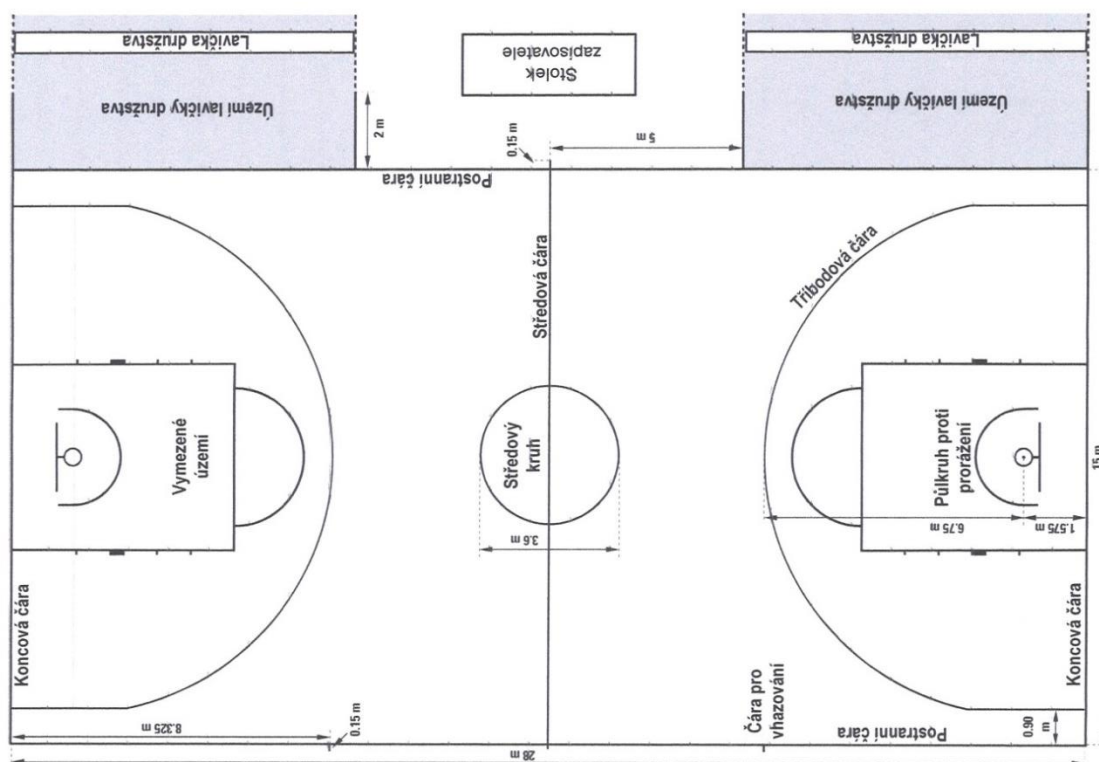 Lavička družstva
Lavička družstva
Stolek
zapisovatele
Území lavičky družstva
Území lavičky družstva
2 m
0.15 m
5 m
Postranní čára
Středová čára
Tříbodová čára
Vymezené
území
Středový
kruh
Půlkruh proti
prorážení
15 m
6.75 m
1.575 m
3.6 m
Koncová čára
Koncová čára
Čára pro
vhazování
8.325 m
0.15 m
0.90
m
Postranní čára
28 m